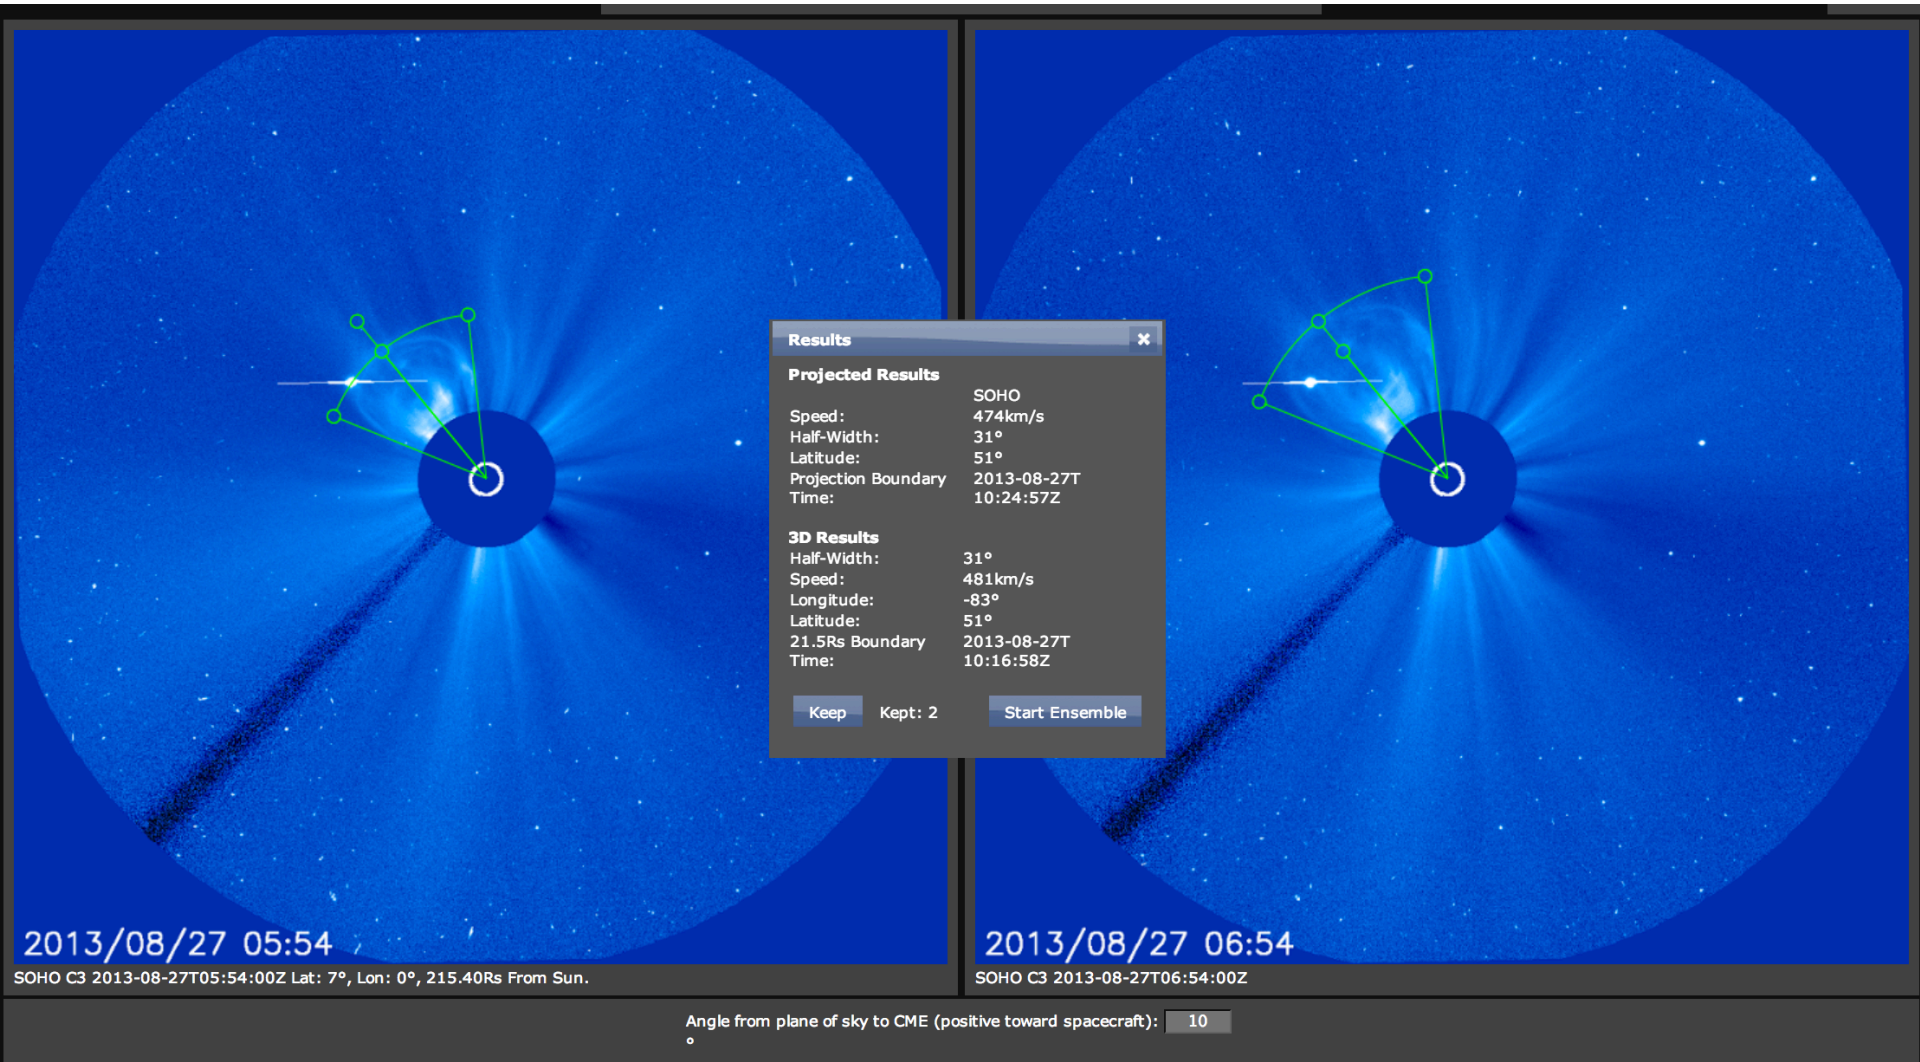 Results
Projected Results
SOHO
Speed: 474km/s
Half-Width: 31°
Latitude: 51°
Projection Boundary 2013-08-27T
Time: 10:24:57Z
3D Results
Half-Width: 31°
Speed: 481km/s
Longitude: -83°
Latitude: 51°
21.5Rs Boundary 2013-08-27T
Time: 10:16:58Z
Keep Kept: 2 Start Ensemble
2013/08/27 05:54
SOHO C3 2013-08-27T05:54:00Z Lat: 7°, Lon: 0°, 215.40Rs From Sun.
2013/08/27 06:54
SOHO C3 2013-08-27T06:54:00Z
Angle from plane of sky to CME (positive toward spacecraft): 10
°